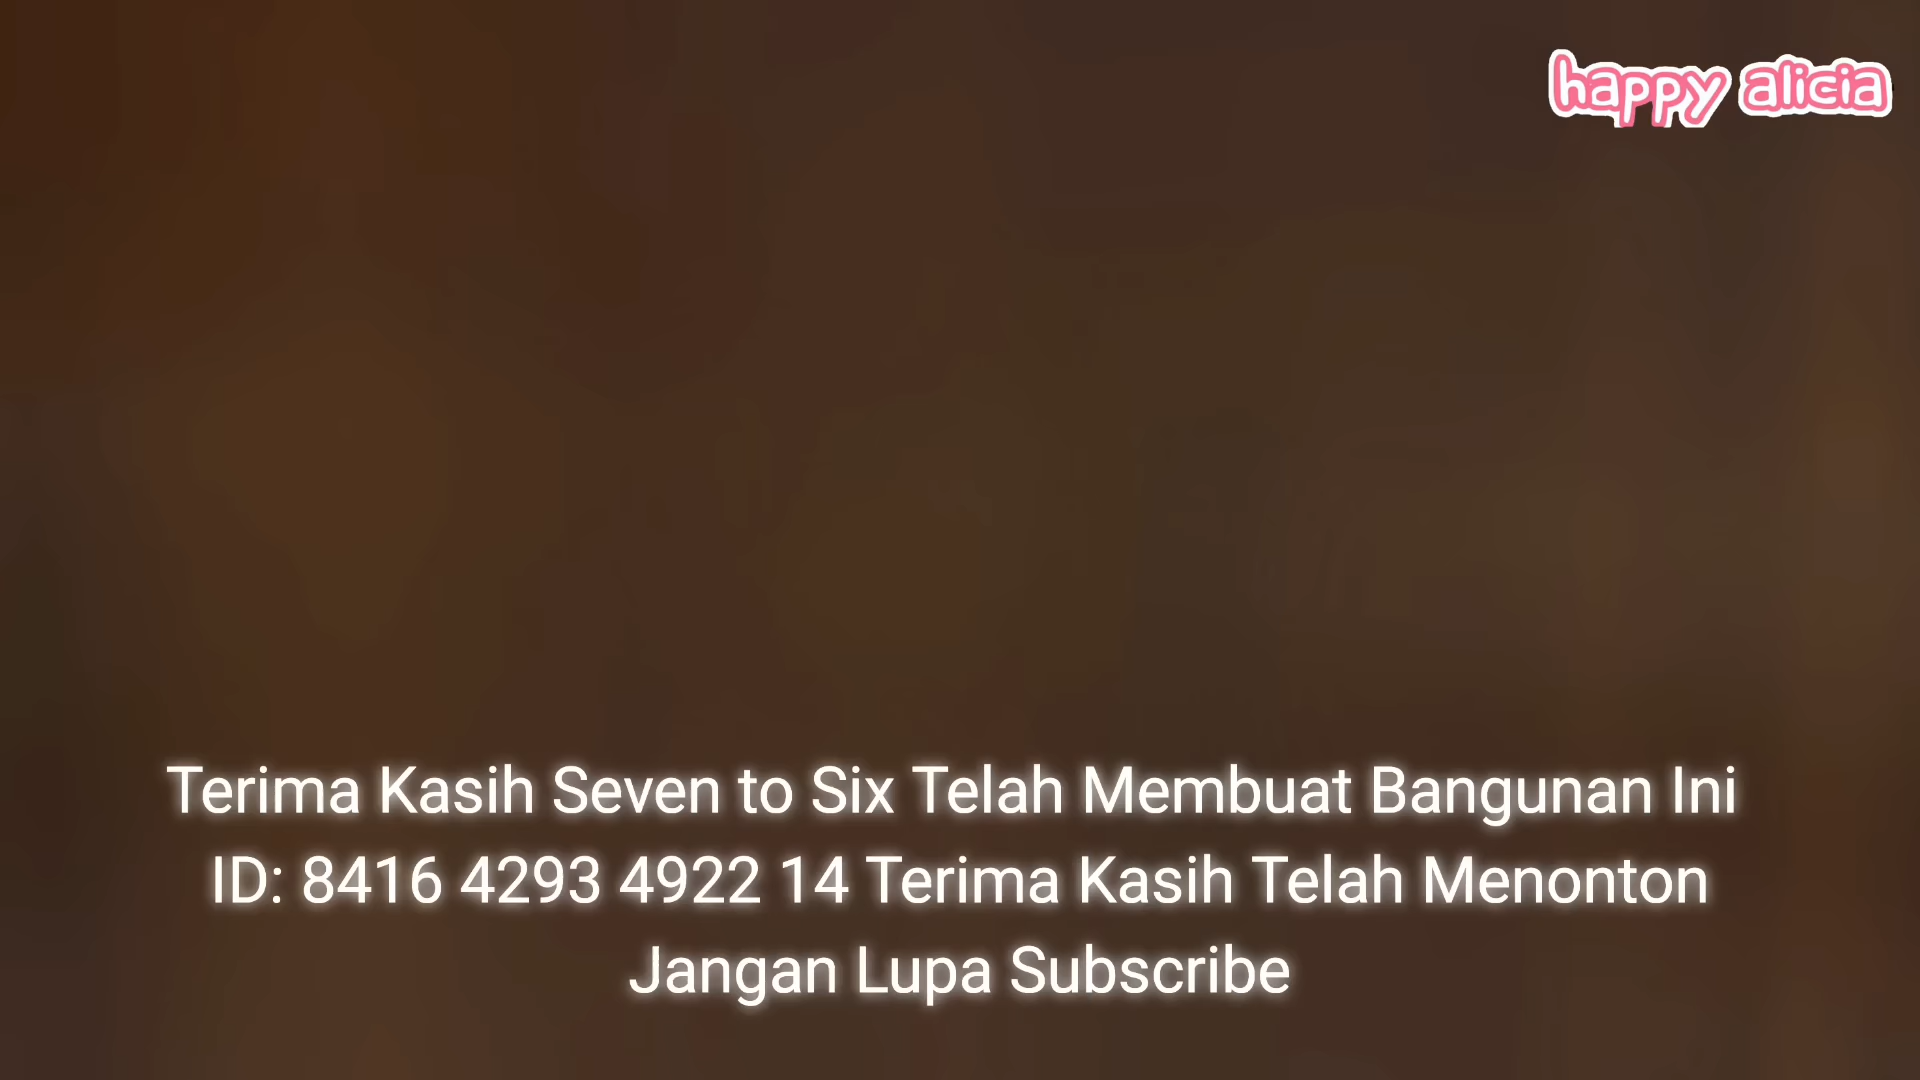 happy alicia
Terima Kasih Seven to Six Telah Membuat Bangunan Ini
ID: 8416 4293 4922 14 Terima Kasih Telah Menonton
Jangan Lupa Subscribe